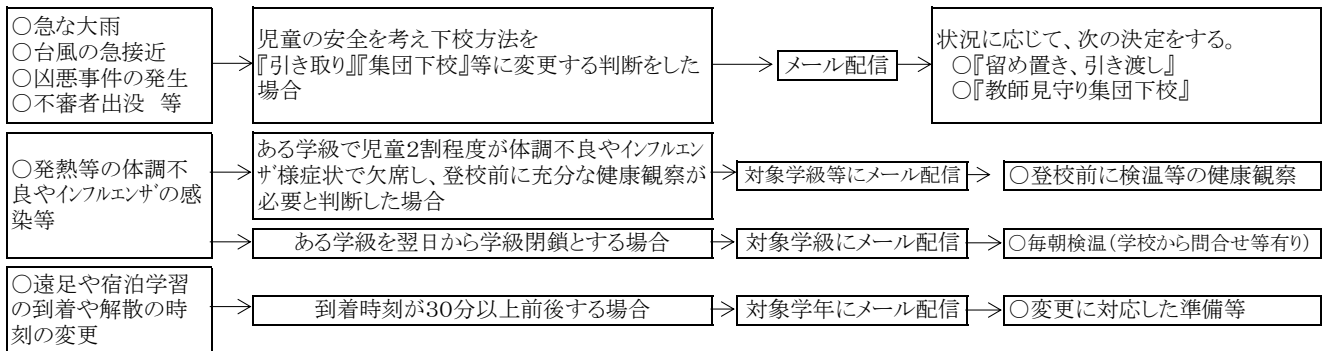 ○急な大雨
○台風の急接近
○凶悪事件の発生
○不審者出没　等
児童の安全を考え下校方法を
『引き取り』『集団下校』等に変更する判断をした
場合
メール配信
状況に応じて、次の決定をする。
○『留め置き、引き渡し』
○『教師見守り集団下校』
○発熱等の体調不
良やインフルエンザの感
染等
ある学級で児童2割程度が体調不良やインフルエン
ザ様症状で欠席し、登校前に充分な健康観察が
必要と判断した場合
対象学級等にメール配信
○登校前に検温等の健康観察
ある学級を翌日から学級閉鎖とする場合
対象学級にメール配信
○毎朝検温(学校から問合せ等有り)
○遠足や宿泊学習
の到着や解散の時
刻の変更
到着時刻が30分以上前後する場合
対象学年にメール配信
○変更に対応した準備等